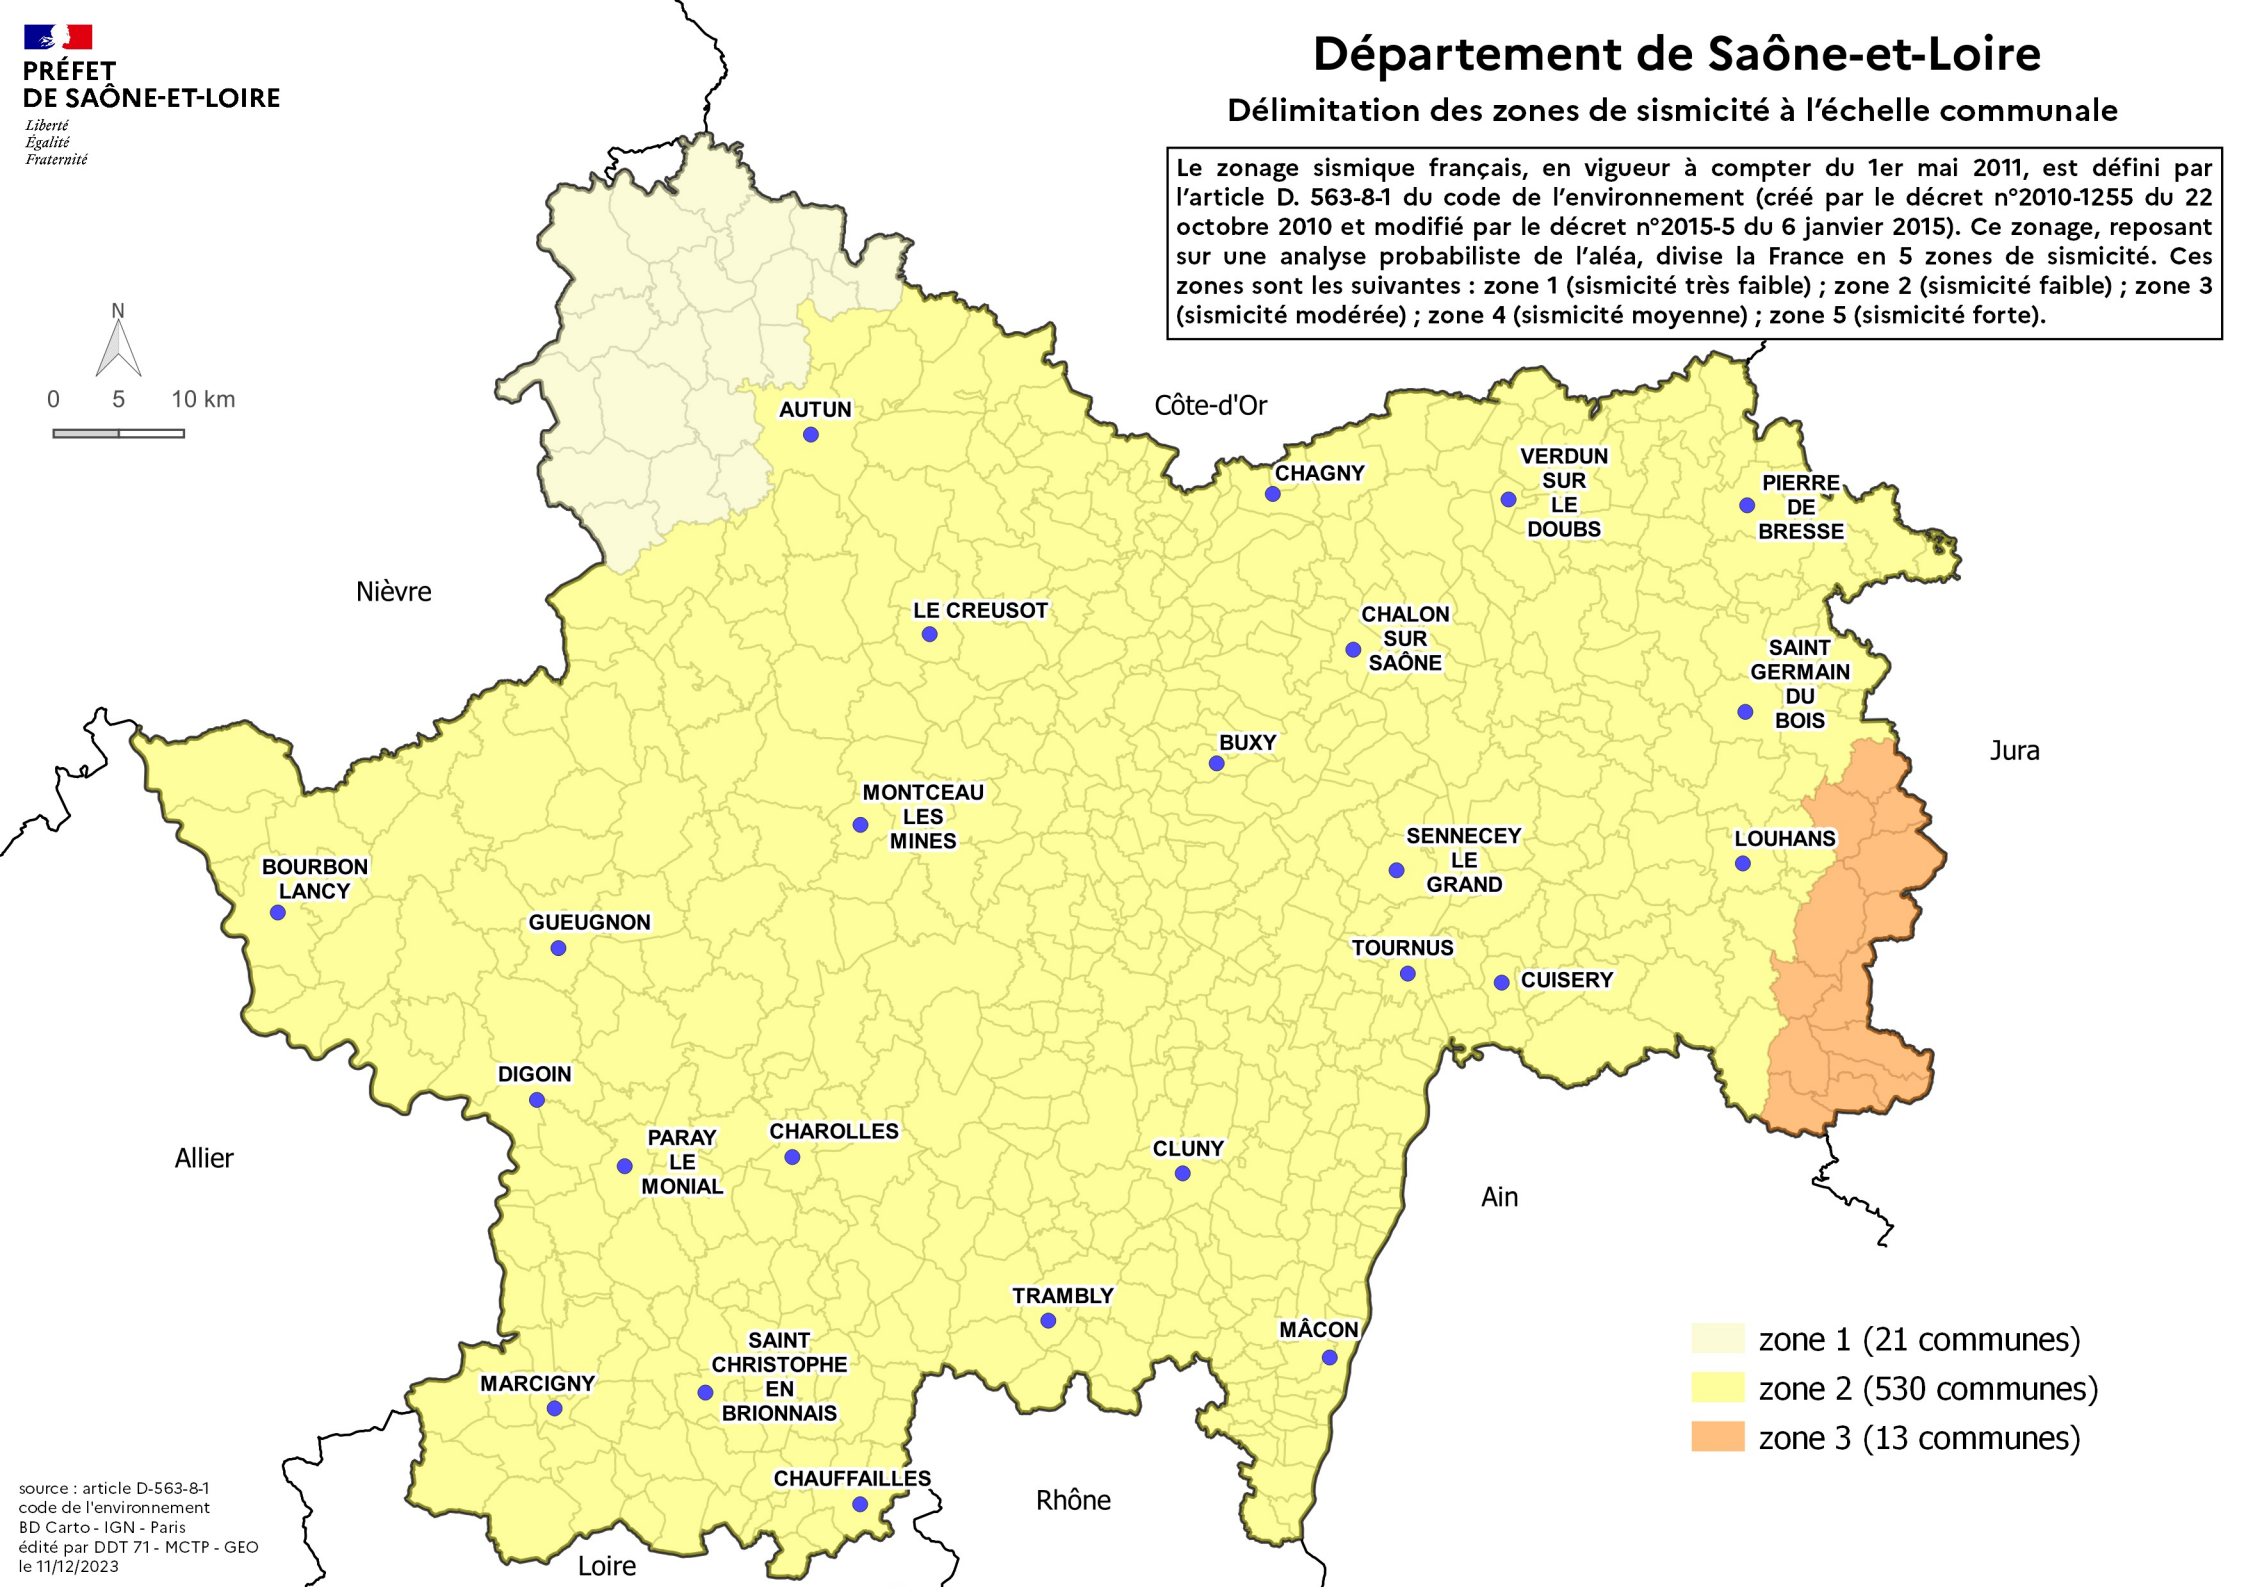 PRÉFET
DE SAÔNE-ET-LOIRE
Liberté
Égalité
Fraternité
Département de Saône-et-Loire
Délimitation des zones de sismicité à l'échelle communale
Le zonage sismique français, en vigueur à compter du 1er mai 2011, est défini par
l'article D. 563-8-1 du code de l'environnement (créé par le décret n°2010-1255 du 22
octobre 2010 et modifié par le décret n°2015-5 du 6 janvier 2015). Ce zonage, reposant
sur une analyse probabiliste de l'aléa, divise la France en 5 zones de sismicité. Ces
zones sont les suivantes : zone 1 (sismicité très faible) ; zone 2 (sismicité faible) ; zone 3
(sismicité modérée) ; zone 4 (sismicité moyenne) ; zone 5 (sismicité forte).
N
0 5 10 km
Côte-d'Or
AUTUN
CHAGNY
VERDUN
SUR
LE
DOUBS
PIERRE
DE
BRESSE
Nièvre
LE CREUSOT
CHALON
SUR
SAÔNE
SAINT
GERMAIN
DU
BOIS
BUXY
Jura
MONTCEAU
LES
MINES
SENNECEY
LE
GRAND
LOUHANS
BOURBON
LANCY
GUEUGNON
TOURNUS
CUISERY
DIGOIN
PARAY
LE
MONIAL
CHAROLLES
CLUNY
Allier
Ain
TRAMBLY
MÂCON
SAINT
CHRISTOPHE
EN
BRIONNAIS
MARCIGNY
CHAUFFAILLES
Rhône
Loire
zone 1 (21 communes)
zone 2 (530 communes)
zone 3 (13 communes)
source : article D-563-8-1
code de l'environnement
BD Carto - IGN - Paris
édité par DDT 71 - MCTP - GEO
le 11/12/2023